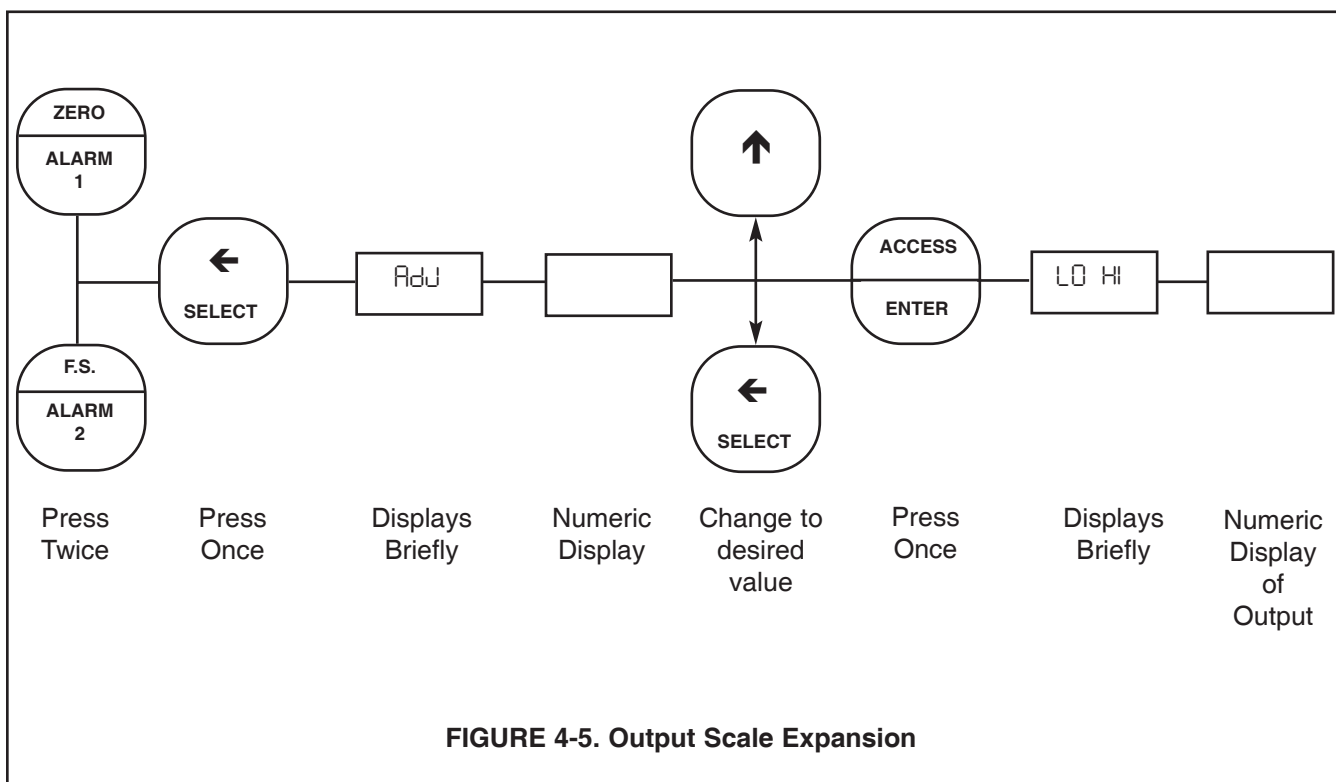 ZERO
ALARM
1
SELECT
F.S.
ALARM
2
AdJ
SELECT
ACCESS
ENTER
LO HI
Press
Twice
Press
Once
Displays
Briefly
Numeric
Display
Change to
desired
value
Press
Once
Displays
Briefly
Numeric
Display
of
Output
FIGURE 4-5. Output Scale Expansion